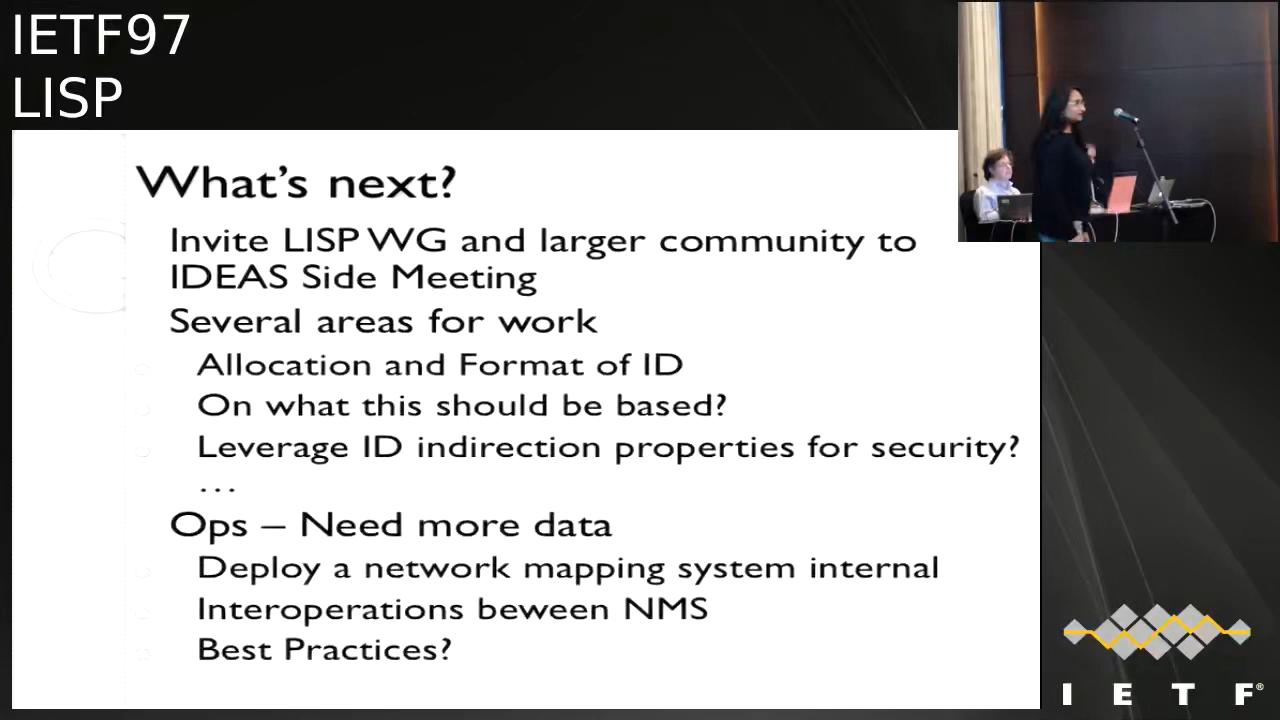 IETF97
LISP
What's next?
Invite LISP WG and larger community to
IDEAS Side Meeting
Several areas for work
Allocation and Format of ID
On what this should be based?
Leverage ID indirection properties for security?
...
Ops – Need more data
Deploy a network mapping system internal
Interoperations beween NMS
Best Practices?
I E T F®